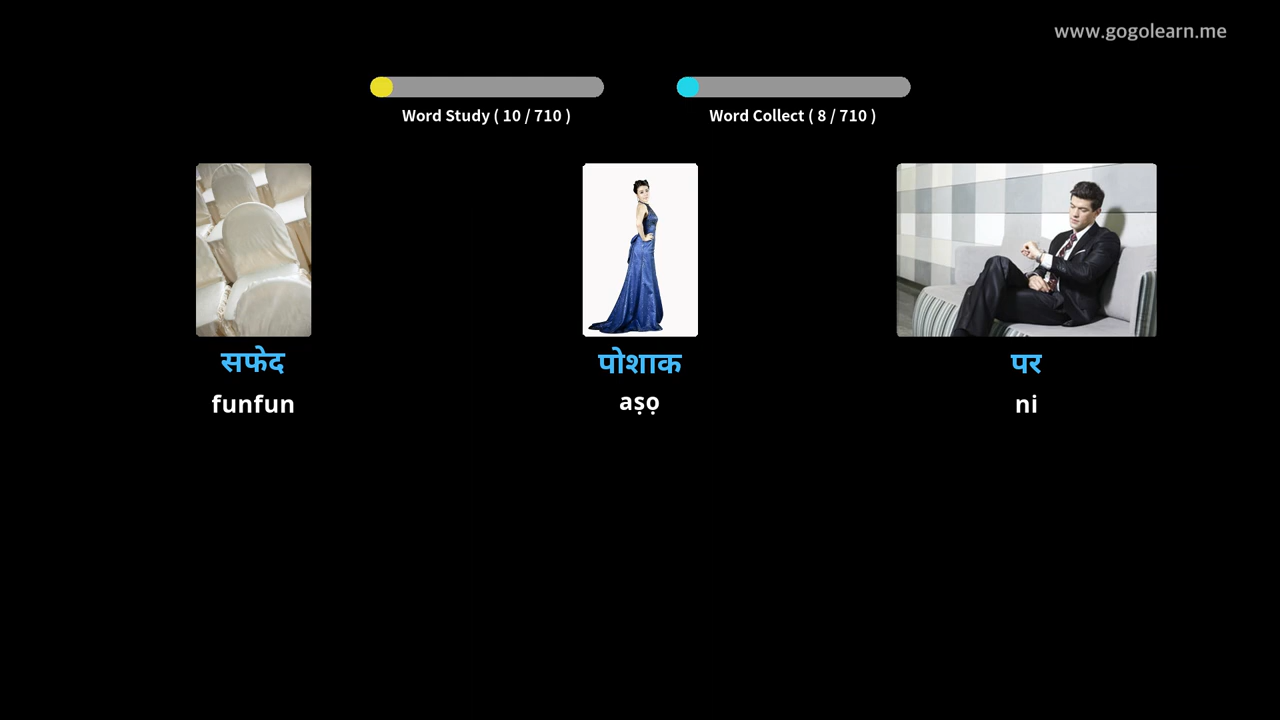 www.gogolearn.me
Word Study ( 10 / 710 )
Word Collect ( 8 / 710 )
सफेद
पोशाक
पर
funfun
aṣọ
ni